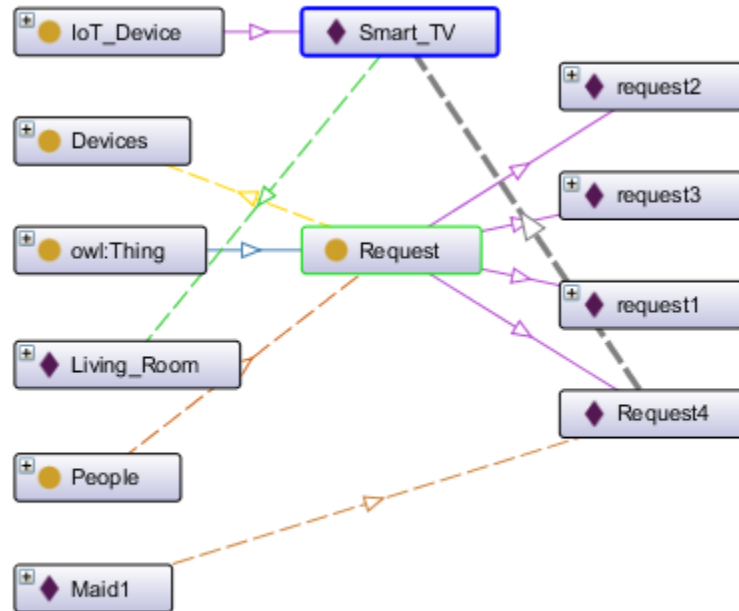 IoT_Device
Smart_TV
request2
Devices
request3
owl:Thing
Request
request1
Living_Room
Request4
People
Maid1